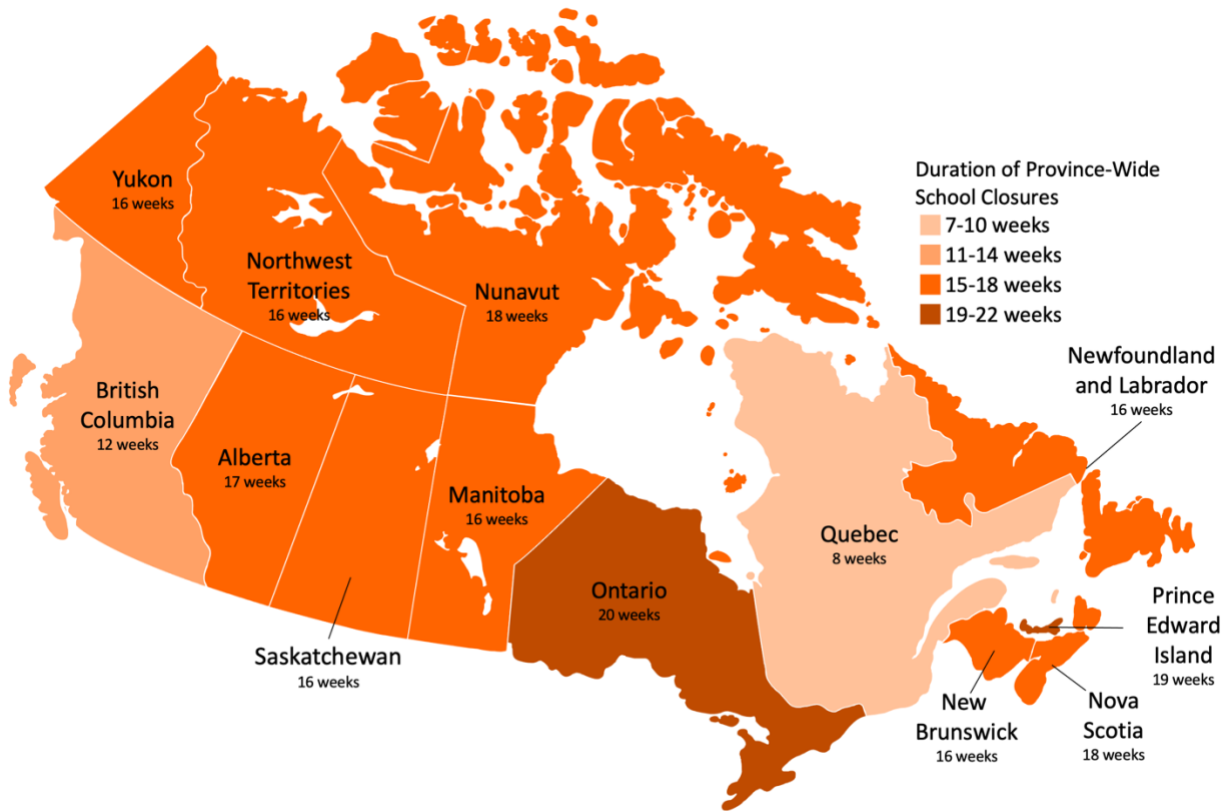 Yukon
16 weeks
Northwest
Territories
16 weeks
Nunavut
18 weeks
Duration of Province-Wide
School Closures
7-10 weeks
11-14 weeks
15-18 weeks
19-22 weeks
British
Columbia
12 weeks
Alberta
17 weeks
Saskatchewan
16 weeks
Manitoba
16 weeks
Ontario
20 weeks
Quebec
8 weeks
Newfoundland
and Labrador
16 weeks
Prince
Edward
Island
19 weeks
New
Brunswick
16 weeks
Nova
Scotia
18 weeks